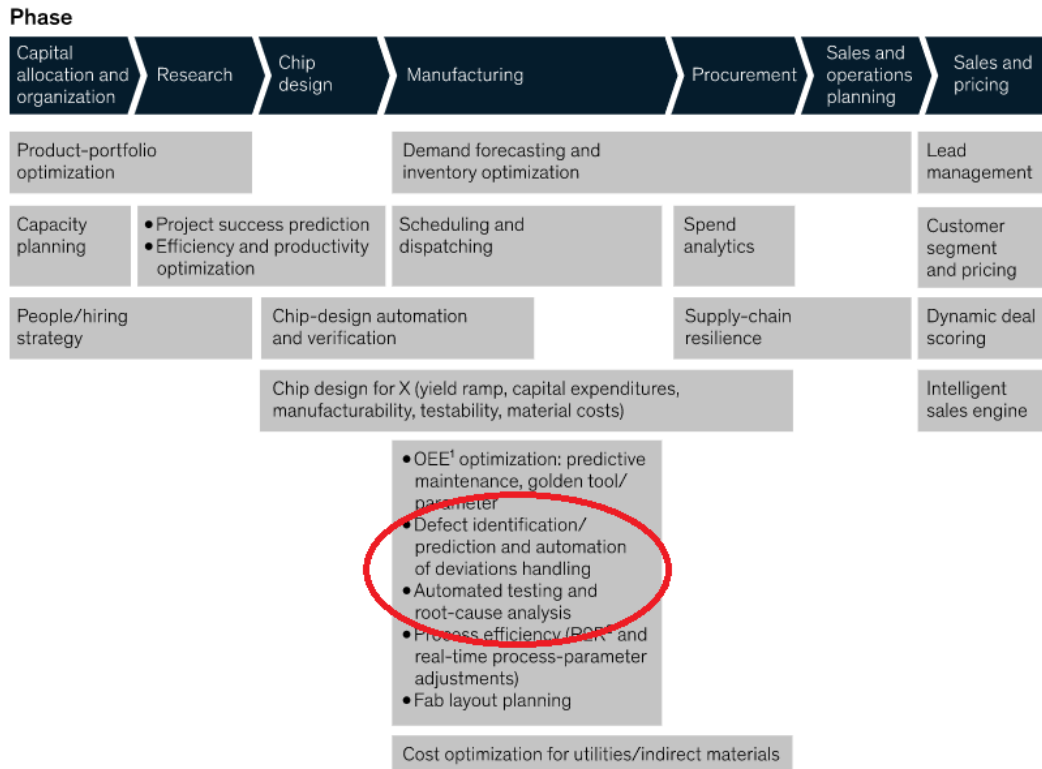 Phase
Capital
allocation and
organization
Research
Chip
design
Manufacturing
Procurement
Sales and
operations
planning
Sales and
pricing
Product-portfolio
optimization
Demand forecasting and
inventory optimization
Lead
management
Capacity
planning
• Project success prediction
• Efficiency and productivity
optimization
Scheduling and
dispatching
Spend
analytics
Customer
segment
and pricing
People/hiring
strategy
Chip-design automation
and verification
Supply-chain
resilience
Dynamic deal
scoring
Chip design for X (yield ramp, capital expenditures,
manufacturability, testability, material costs)
Intelligent
sales engine
• OEE¹ optimization: predictive
maintenance, golden tool/
parameter
• Defect identification/
prediction and automation
of deviations handling
• Automated testing and
root-cause analysis
• Process efficiency (R2R² and
real-time process-parameter
adjustments)
• Fab layout planning
Cost optimization for utilities/indirect materials